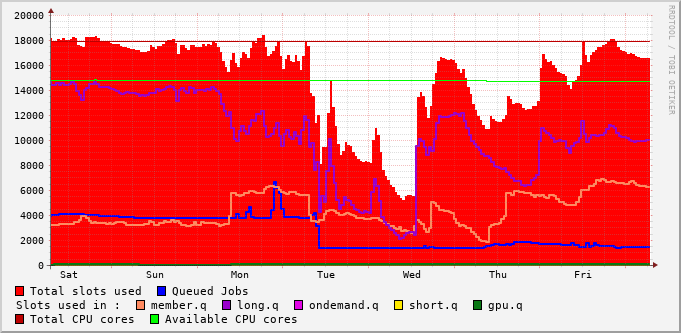 20000
18000
16000
14000
12000
10000
8000
6000
4000
2000
0
Sat Sun Mon Tue Wed Thu Fri
RRDTOOL / TOBI OETIKER
Total slots used Queued Jobs
Slots used in : member.q long.q ondemand.q short.q gpu.q
Total CPU cores Available CPU cores